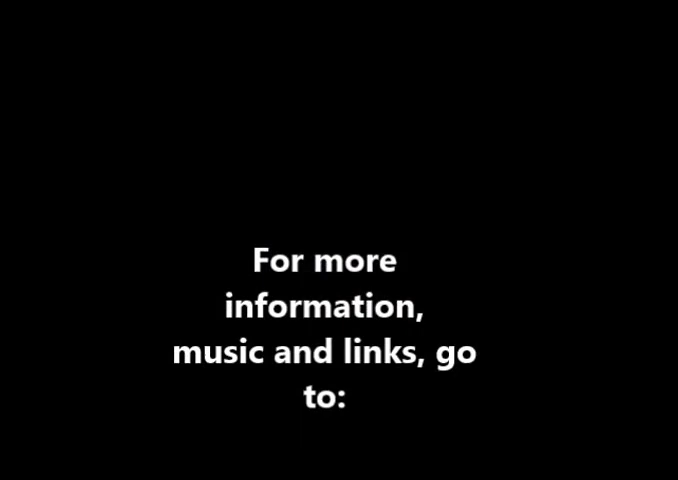 For more
information,
music and links, go
to: